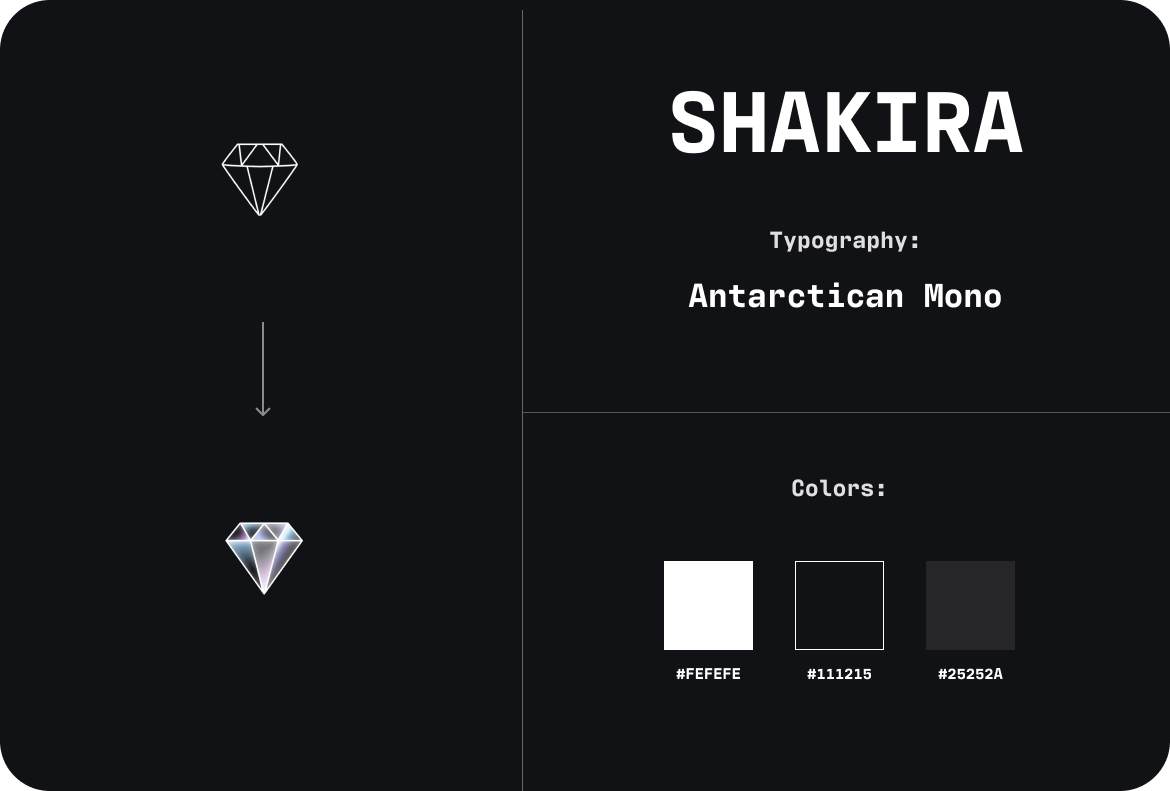 SHAKIRA
Typography:
Antarctican Mono
Colors:
#FEFEFE #111215 #25252A